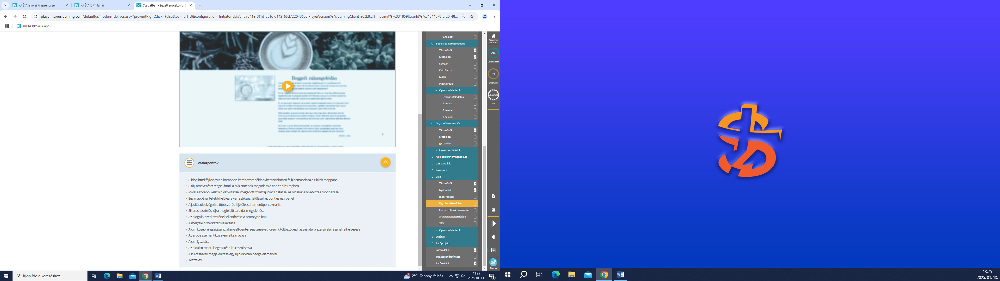 KRÉTA Iskolai Alaprendszer
KRÉTA DKT Tanár
Csapatban végzett projektmun
player.nexiuslearning.com/defaultui/modern-deliver.aspx?preventRightClick=False&cc=hu-HU&configuration=InitiatorId%7cff375419-3f1d-8c1c-d142-65d7220486a0!PlayerVersion%7clearningClient-20.2.8.2!TimeLimit%7c331859!UserId%7c31311c78-af20-48...
KRÉTA Iskolai Alapr...
Reggeli ráhangolódás
Vázlatpontok
• A blog.html fájl (vagyis a korábban létrehozott példacikket tartalmazó fájl) bemásolása a cikkek mappába
• A fájl átnevezése: reggeli.html, a cikk címének megadása a title és a h1 tagben
• Mivel a korábbi relatív hivatkozással megadott stílusfájl nincs hatással az oldalra: a hivatkozás módosítása
• Egy mappával feljebbi jelölésre van szükség: jelölése két pont és egy perjel
• A javítások elvégzése többszörös kijelöléssel a menüpontoknál is
• Sikeres tesztelés, újra megfelelő az oldal megjelenése
• Az blogcikk szerkezetének ellenőrzése a prototype-ban
• A megfelelő szerkezet kialakítása
• A cím középre igazítása az align-self-center segítségével, lorem kitöltőszöveg használata, a szerző aláírásának elhelyezése
• Az article szemantikus elem alkalmazása
• A cím igazítása
• Az oldalsó menü kiegészítése kulcsszólistával
• A kulcsszavak megjelenítése egy új blokkban badge elemekkel
• Tesztelés
9. feladat
Bootstrap-komponensek
Témakörök
Nyitóoldal
Navbar
Grid Cards
Modal
Input group
Gyakorlófeladatok
Gyakorlófeladatok
1. feladat
2. feladat
3. feladat
Git, konfliktuskezelés
Témakörök
Nyitóoldal
git conflict
Gyakorlófeladatok
Az oldalak finomhangolása
CSS-validálás
JavaScript
Blog
Témakörök
Nyitóoldal
Blog, főoldal
Egy cikk elkészítése
Hozzászólások hozzáadás...
A cikkek kategorizálása
SEO
Gyakorlófeladatok
Lezárás
Záróprojekt
Záróoldal 1.
Tudásellenőrző teszt
Záróoldal 2.
Tananyag
bezárása
29%
Előrehaladás
0%
Eredmény
5529:31
Idő
Menü
Írjon ide a kereséshez
2°C Többny. felhős
13:25
2025. 01. 13.
1
13:25
2025. 01. 13.